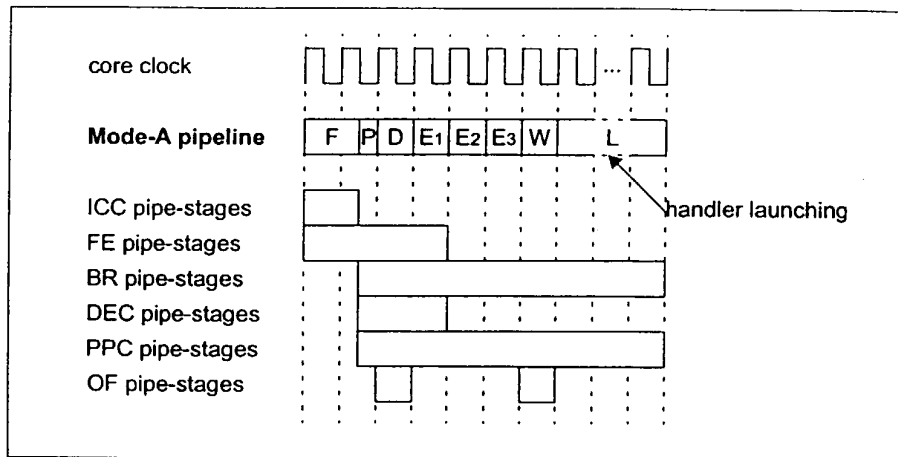 core clock
...
Mode-A pipeline F P D E1 E2 E3 W L
ICC pipe-stages
handler launching
FE pipe-stages
BR pipe-stages
DEC pipe-stages
PPC pipe-stages
OF pipe-stages